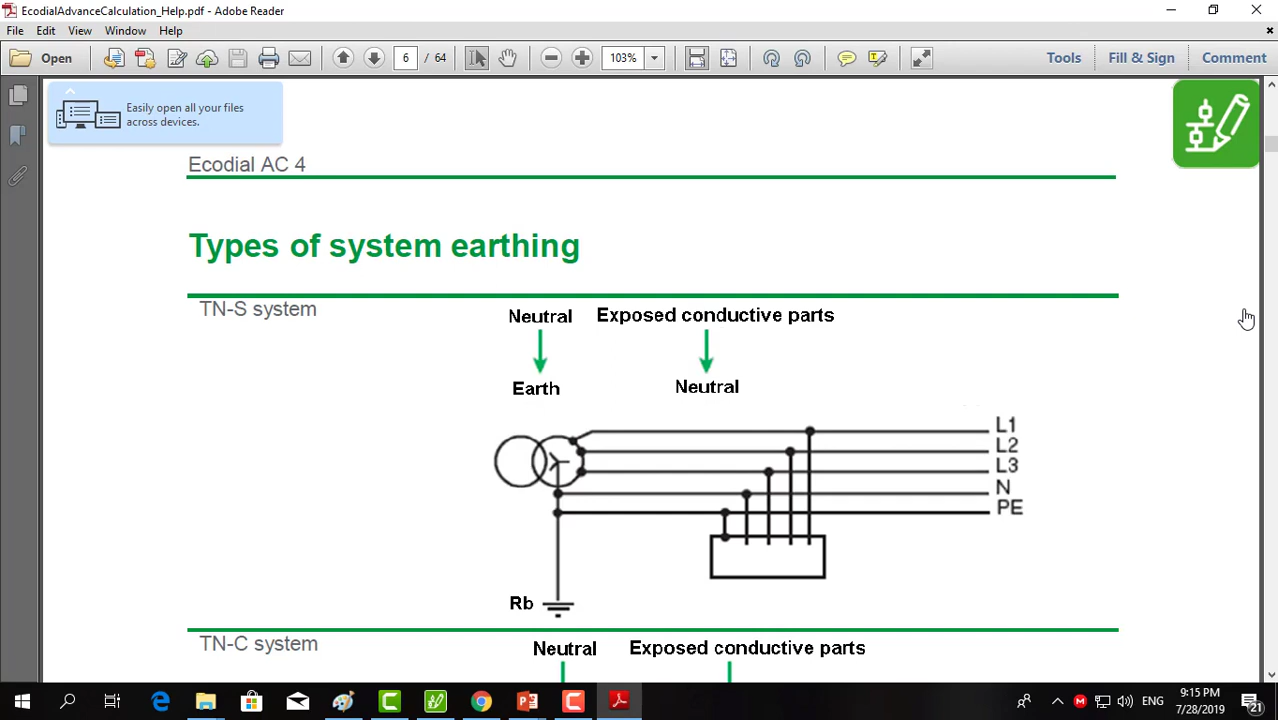 EcodialAdvanceCalculation_Help.pdf - Adobe Reader
File Edit View Window Help
Open 6 / 64 103% Tools Fill & Sign Comment
Easily open all your files
across devices.
Ecodial AC 4
Types of system earthing
TN-S system
Neutral Exposed conductive parts
Earth Neutral
L1
L2
L3
N
PE
Rb
TN-C system
Neutral Exposed conductive parts
ENG
9:15 PM
7/28/2019
21